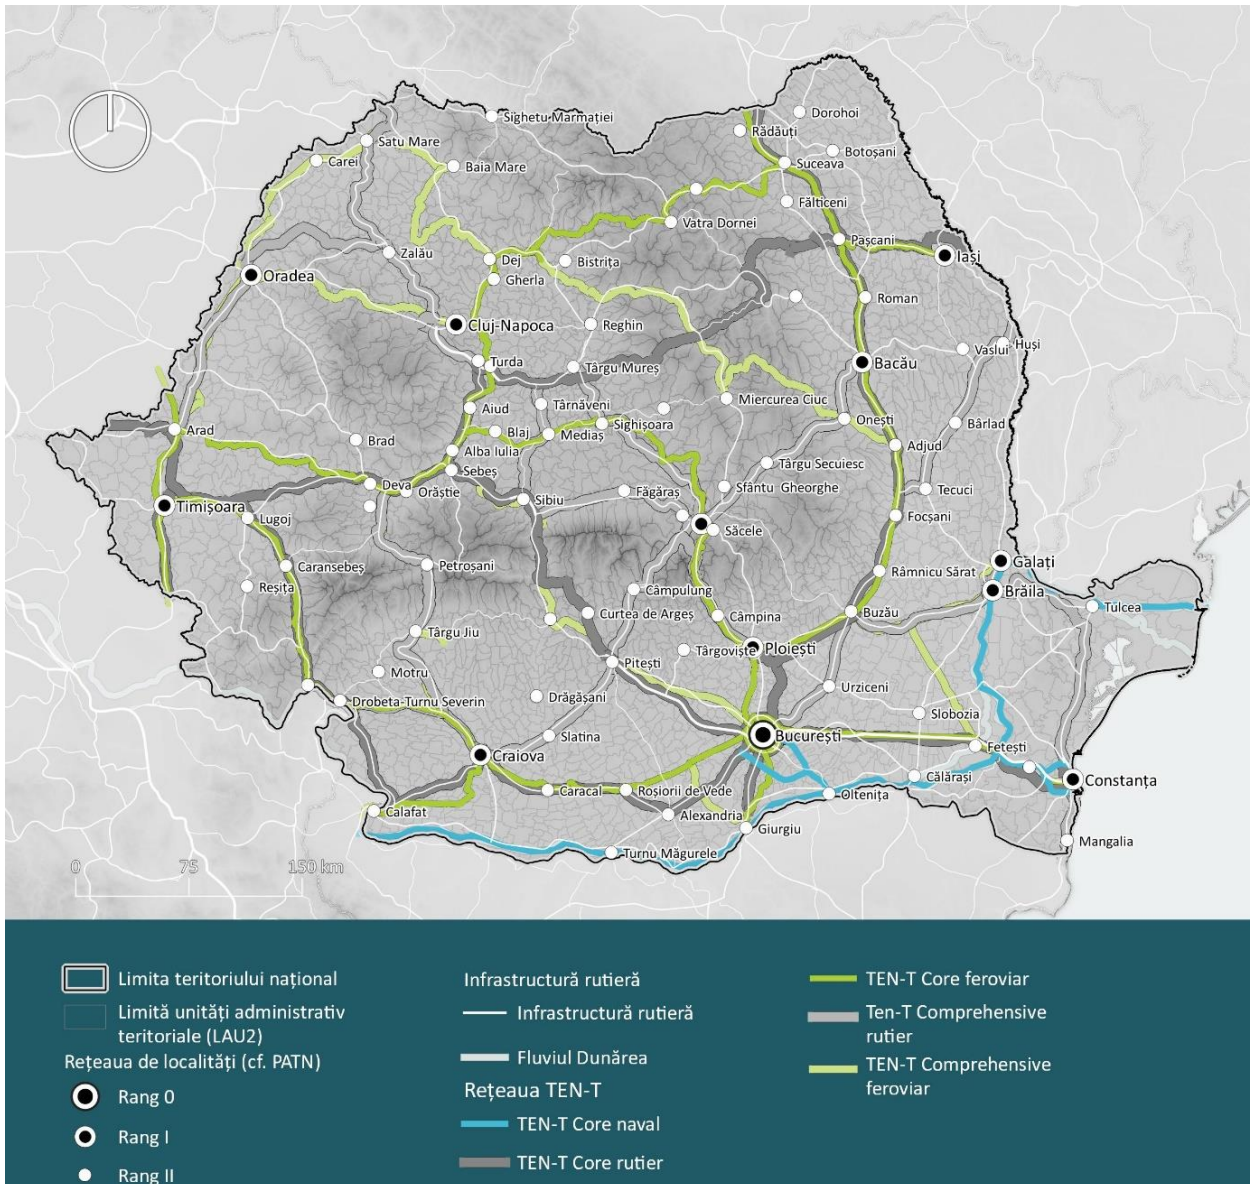 Sighetu Marmației
Dorohoi
Rădăuți
Satu Mare
Botoșani
Carei
Baia Mare
Suceava
Fălticeni
Vatra Dornei
Pașcani
Zalău
Iași
Dej
Bistrița
Oradea
Gherla
Roman
Cluj-Napoca
Reghin
Huși
Vaslui
Turda
Târgu Mureș
Bacău
Miercurea Ciuc
Târnăveni
Aiud
Onești
Bârlad
Sighișoara
Arad
Blaj
Mediaș
Brad
Adjud
Alba Iulia
Târgu Secuiesc
Sebeș
Deva
Sfântu Gheorghe
Tecuci
Orăștie
Făgăraș
Sibiu
Timișoara
Focșani
Lugoj
Săcele
Galați
Caransebeș
Petroșani
Râmnicu Sărat
Reșița
Câmpulung
Brăila
Tulcea
Curtea de Argeș
Câmpina
Buzău
Târgu Jiu
Ploiești
Târgoviște
Pitești
Motru
Urziceni
Drăgășani
Drobeta-Turnu Severin
Slobozia
Slatina
București
Fetești
Craiova
Călărași
Constanța
Caracal
Roșiorii de Vede
Oltenița
Calafat
Alexandria
Giurgiu
Mangalia
Turnu Măgurele
0 75 150 km
Limita teritoriului național
Limită unități administrativ
teritoriale (LAU2)
Rețeaua de localități (cf. PATN)
Rang 0
Rang I
Rang II
Infrastructură rutieră
Infrastructură rutieră
Fluviul Dunărea
Rețeaua TEN-T
TEN-T Core naval
TEN-T Core rutier
TEN-T Core feroviar
Ten-T Comprehensive
rutier
TEN-T Comprehensive
feroviar